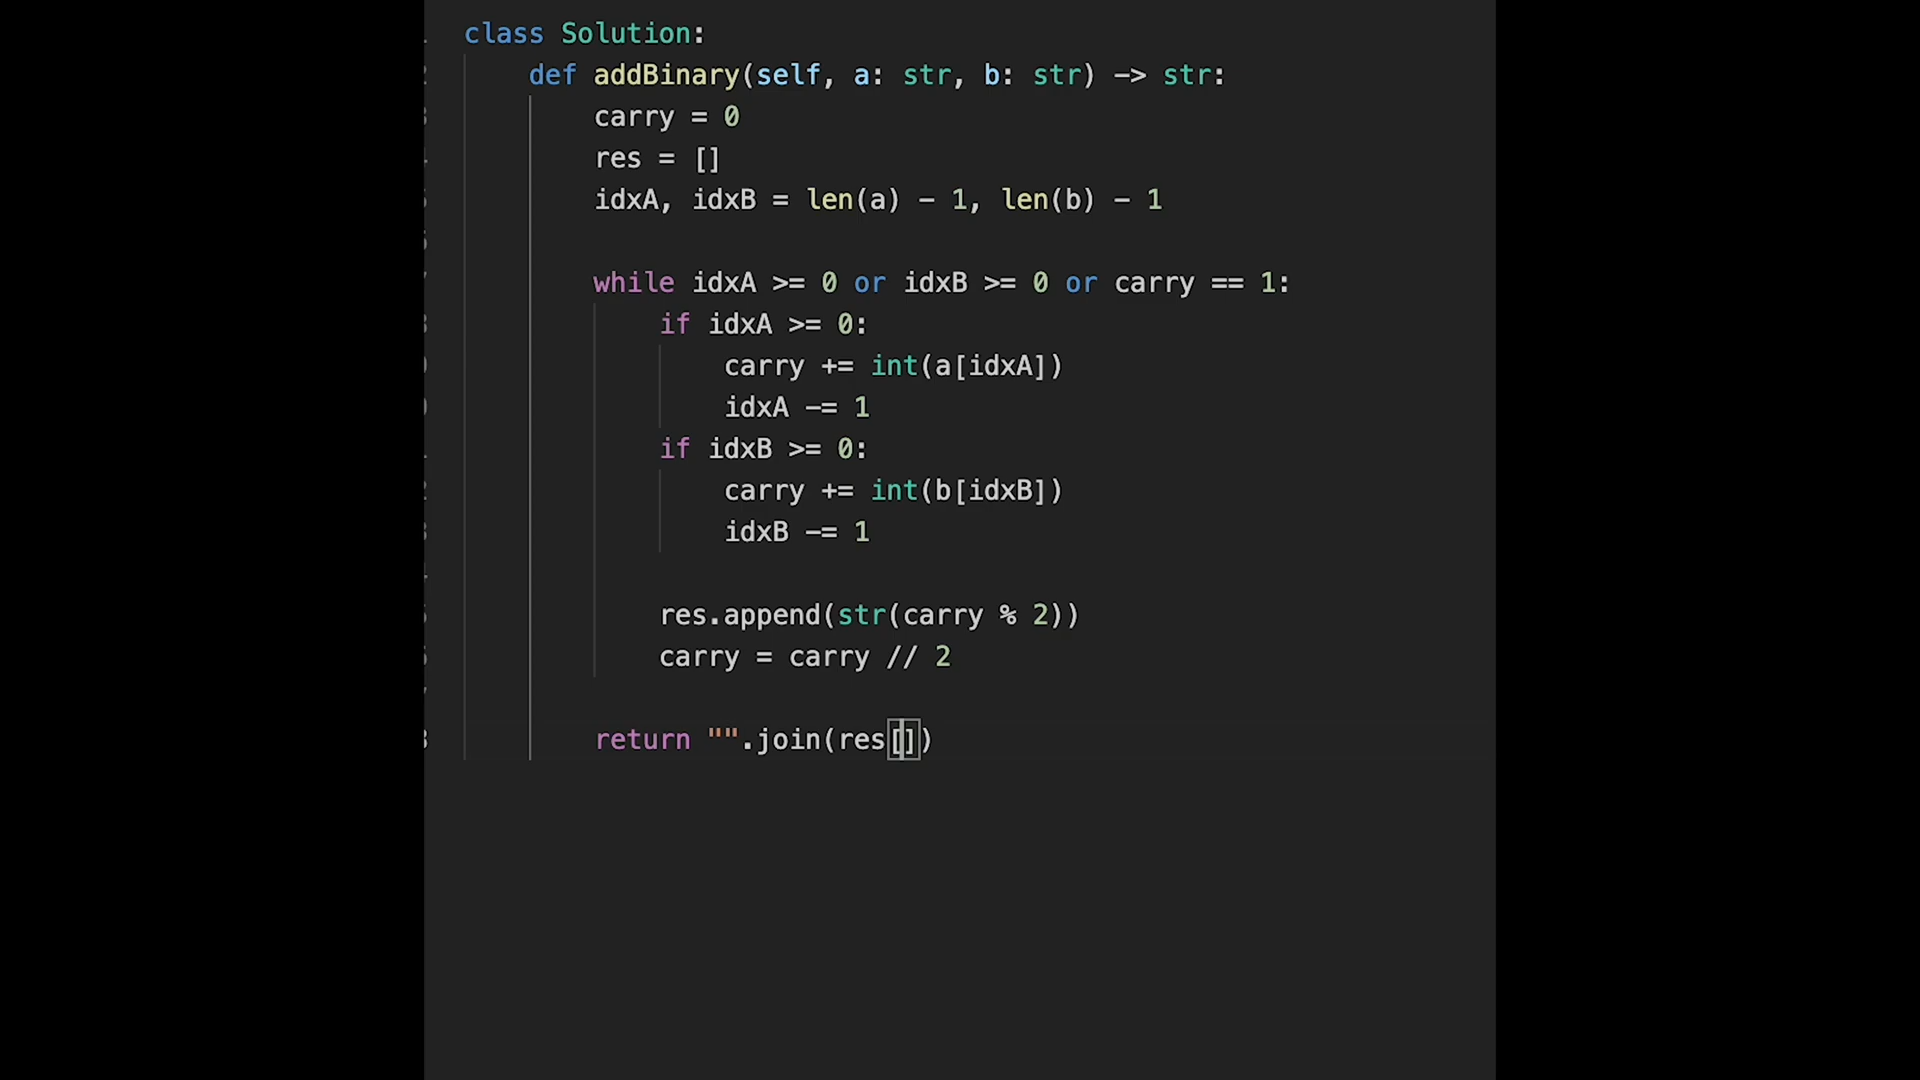 class Solution:
def addBinary(self, a: str, b: str) -> str:
carry = 0
res = []
idxA, idxB = len(a) - 1, len(b) - 1
while idxA >= 0 or idxB >= 0 or carry == 1:
if idxA >= 0:
carry += int(a[idxA])
idxA -= 1
if idxB >= 0:
carry += int(b[idxB])
idxB -= 1
res.append(str(carry % 2))
carry = carry // 2
return "".join(res[])